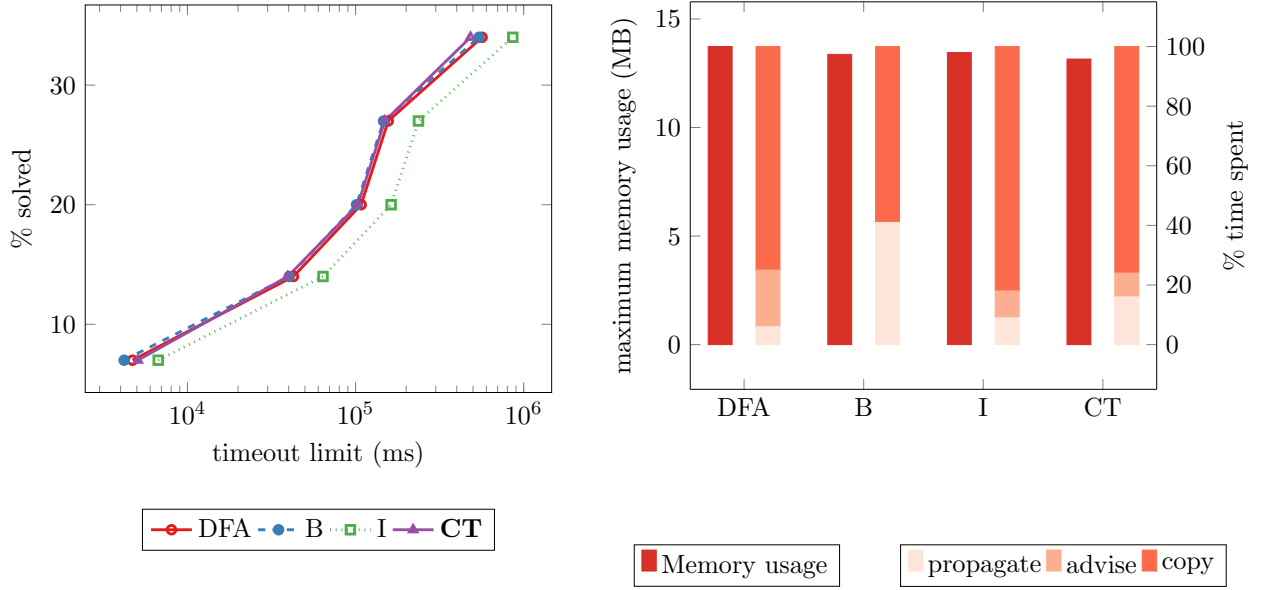 % solved
30
20
10
10^4
10^5
10^6
timeout limit (ms)
DFA B I CT
maximum memory usage (MB)
15
10
5
0
% time spent
100
80
60
40
20
0
DFA B I CT
Memory usage
propagate advise copy